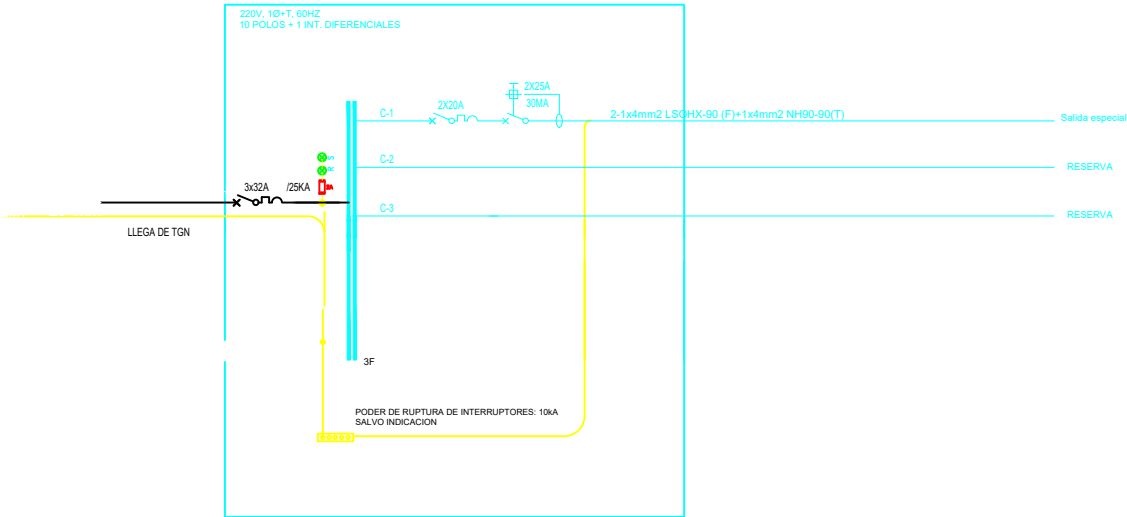 220V, 1Ø+T, 60HZ
10 POLOS + 1 INT. DIFERENCIALES
2X25A
30MA
2X20A
C-1
2-1x4mm2 LSOHX-90 (F)+1x4mm2 NH90-90(T)
Salida especial
S
R
C-2
RESERVA
3x32A /25KA
2A
C-3
RESERVA
LLEGA DE TGN
3F
PODER DE RUPTURA DE INTERRUPTORES: 10kA
SALVO INDICACION